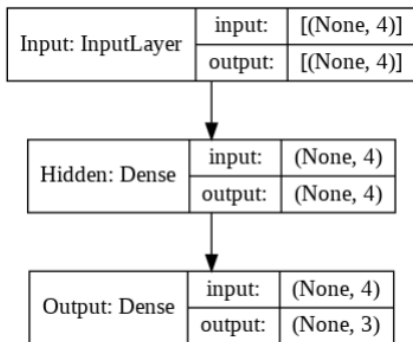 Input: InputLayer
input: [(None, 4)]
output: [(None, 4)]
Hidden: Dense
input: (None, 4)
output: (None, 4)
Output: Dense
input: (None, 4)
output: (None, 3)